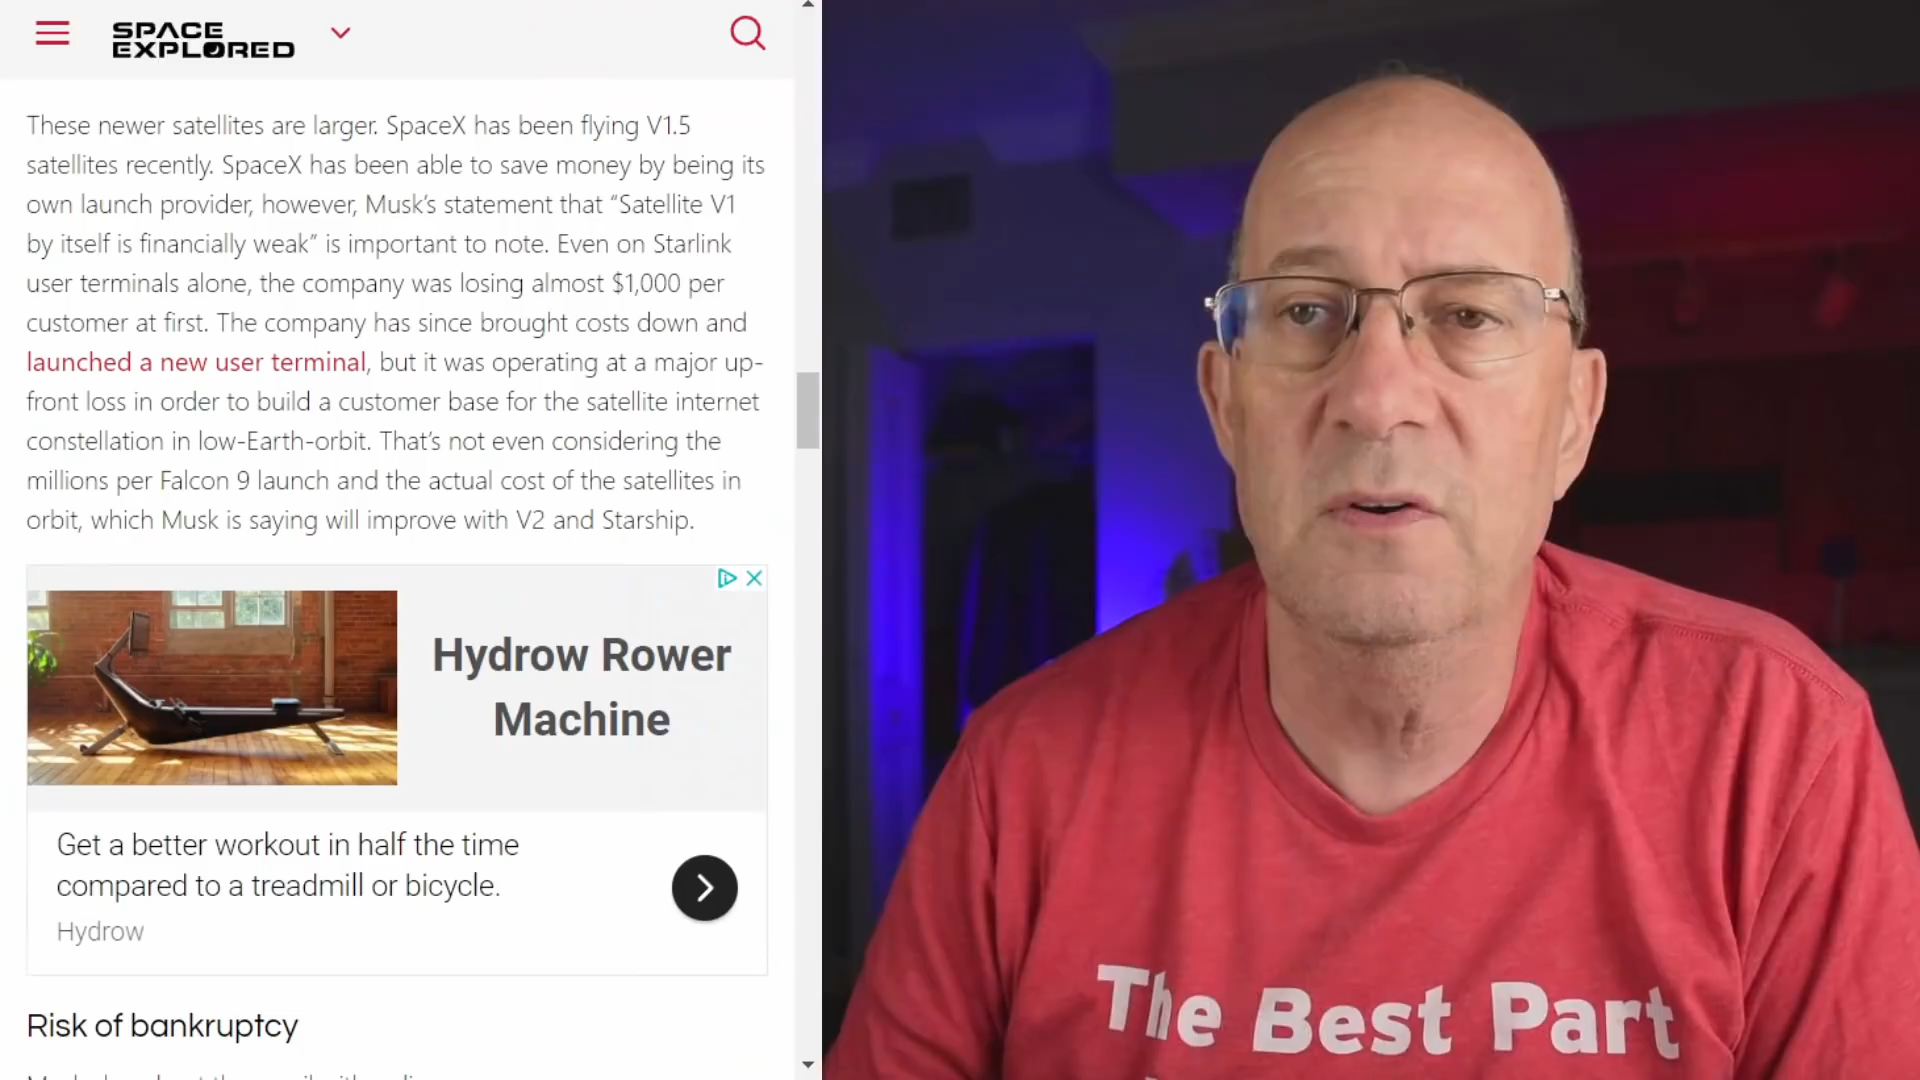 SPACE
EXPLORED
These newer satellites are larger. SpaceX has been flying V1.5
satellites recently. SpaceX has been able to save money by being its
own launch provider, however, Musk's statement that “Satellite V1
by itself is financially weak” is important to note. Even on Starlink
user terminals alone, the company was losing almost $1,000 per
customer at first. The company has since brought costs down and
launched a new user terminal, but it was operating at a major up-
front loss in order to build a customer base for the satellite internet
constellation in low-Earth-orbit. That's not even considering the
millions per Falcon 9 launch and the actual cost of the satellites in
orbit, which Musk is saying will improve with V2 and Starship.
Hydrow Rower
Machine
Get a better workout in half the time
compared to a treadmill or bicycle.
Hydrow
Risk of bankruptcy
The Best Part